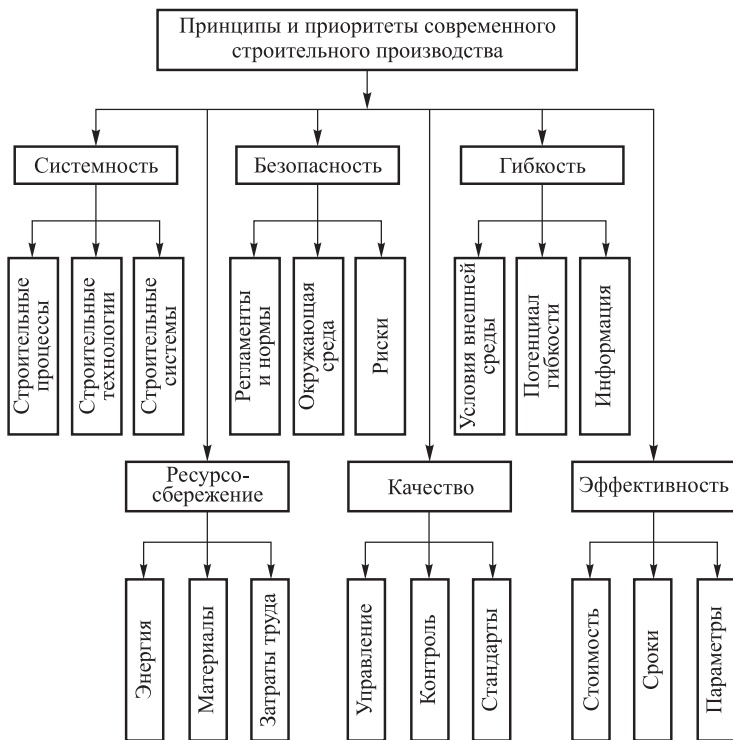 Принципы и приоритеты современного
строительного производства
Системность
Безопасность
Гибкость
Строительные
процессы
Строительные
технологии
Строительные
системы
Регламенты
и нормы
Окружающая
среда
Риски
Условия внешней
среды
Потенциал
гибкости
Информация
Ресурсо-
сбережение
Качество
Эффективность
Энергия
Материалы
Затраты труда
Управление
Контроль
Стандарты
Стоимость
Сроки
Параметры